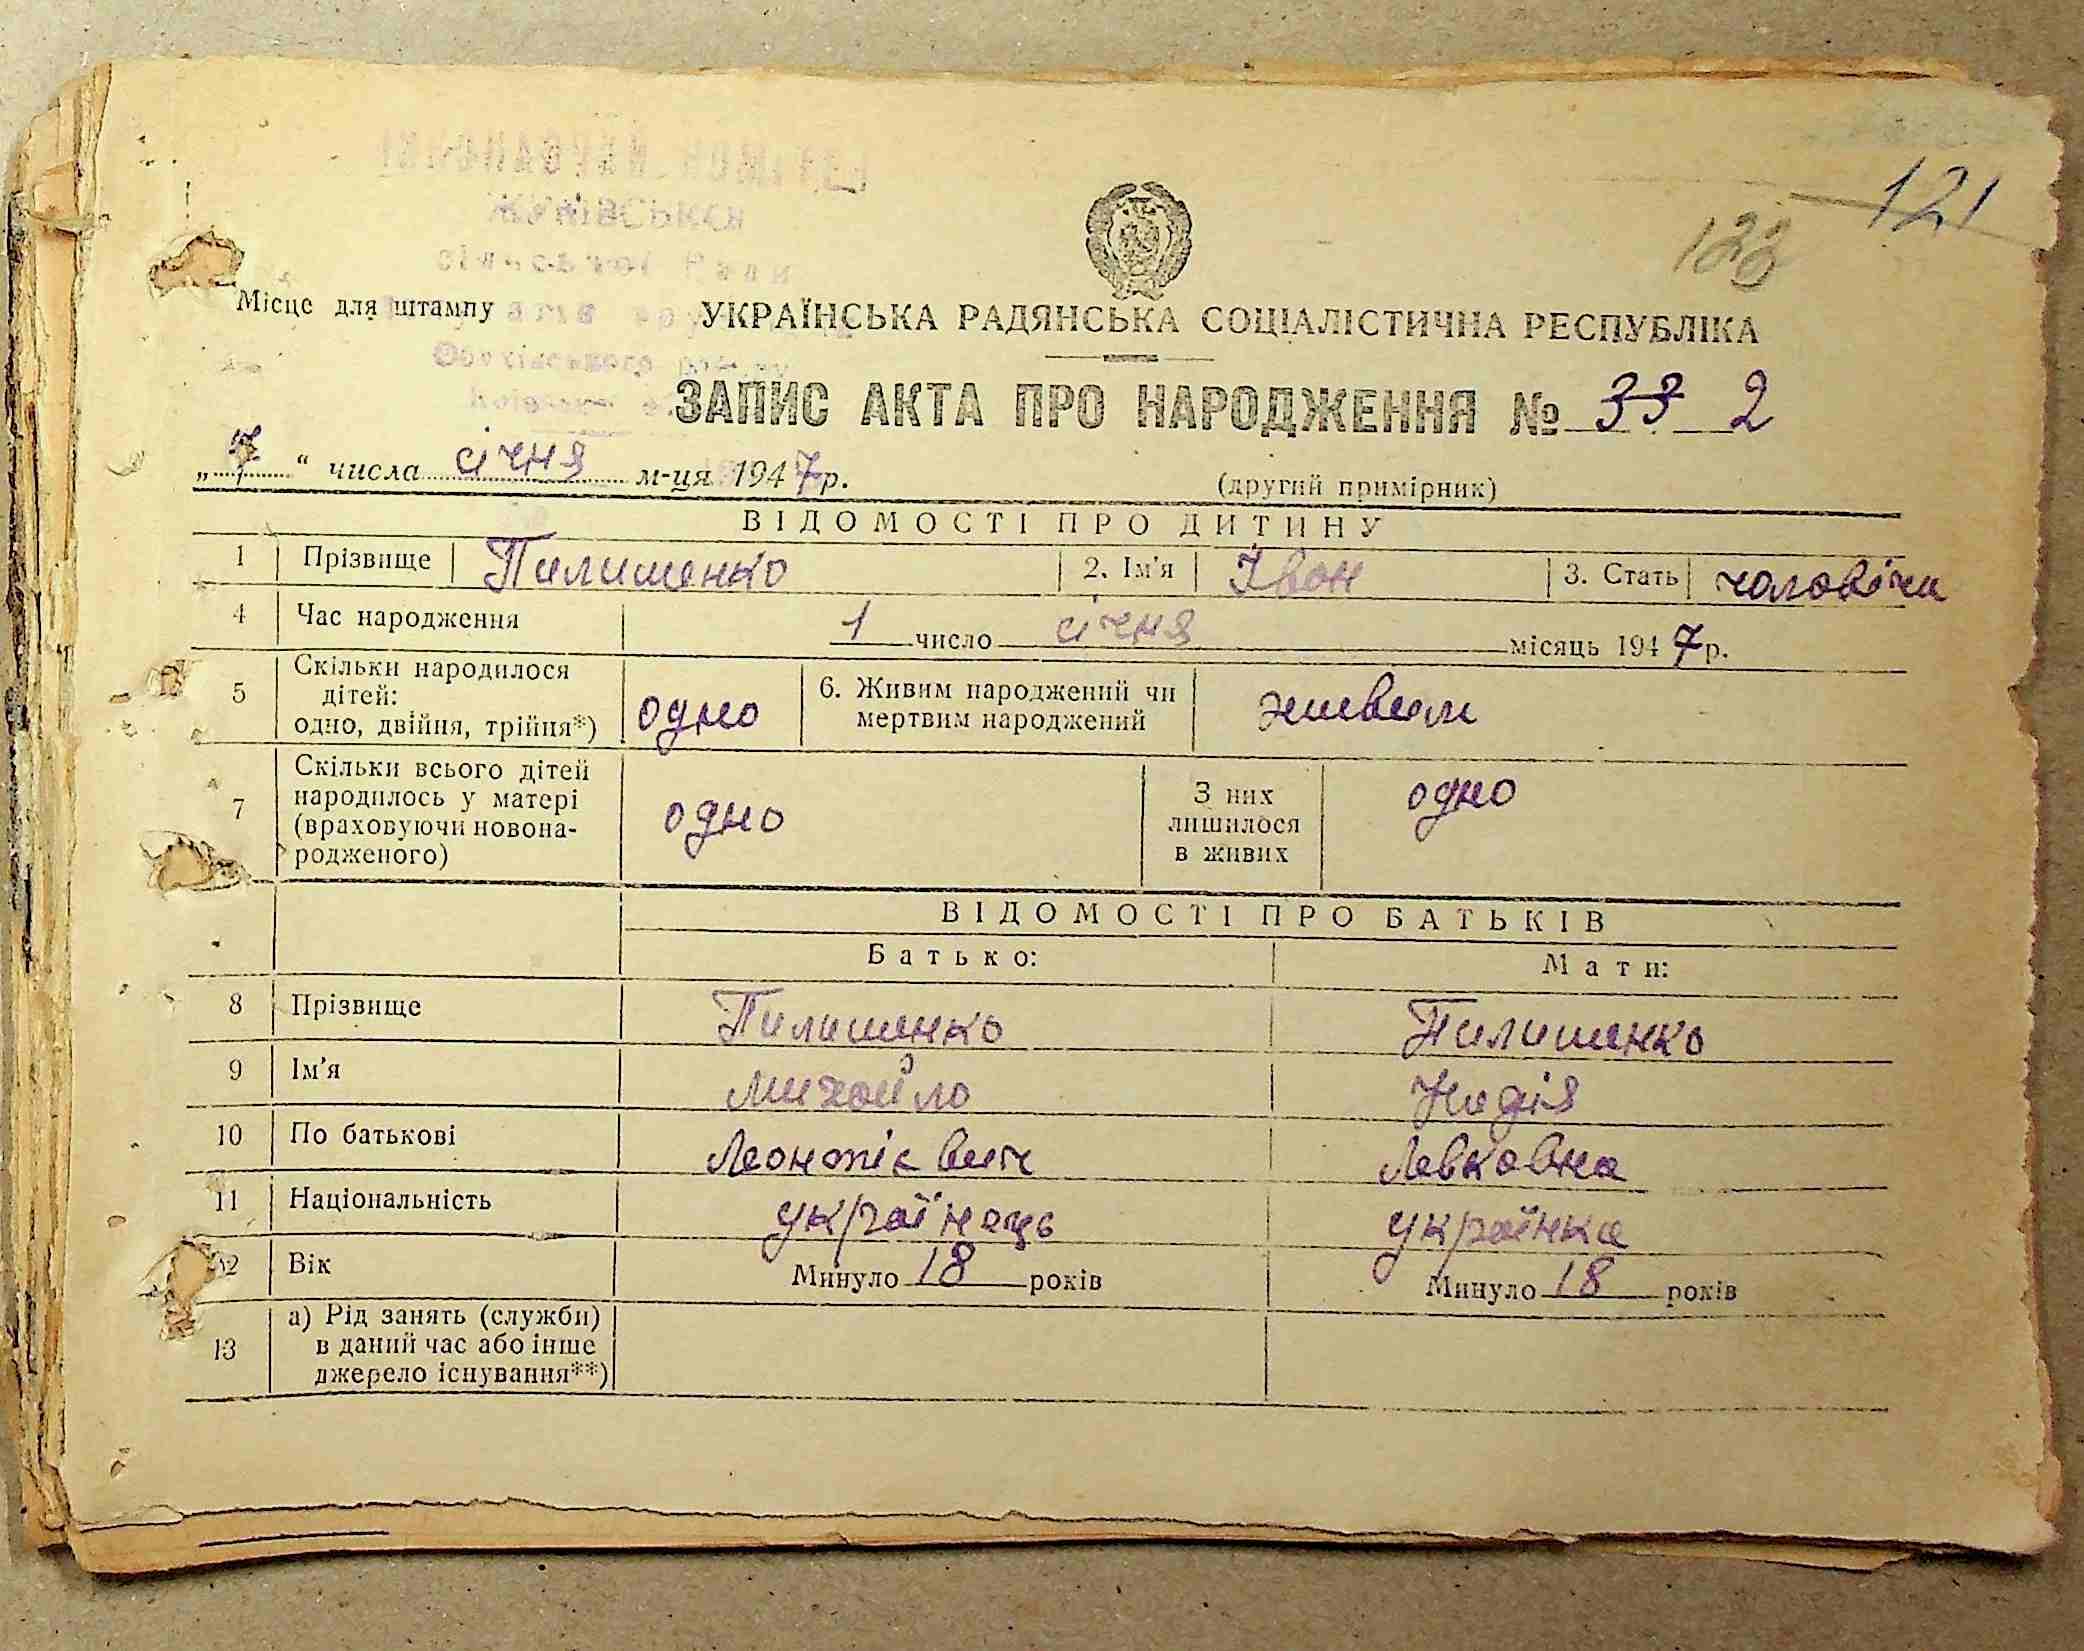 121
122
Місце для штампу
УКРАЇНСЬКА РАДЯНСЬКА СОЦІАЛІСТИЧНА РЕСПУБЛІКА
ЗАПИС АКТА ПРО НАРОДЖЕННЯ № 33 2
„7“ числа січня м-ця 1947 р.
(другий примірник)
ВІДОМОСТІ ПРО ДИТИНУ
1 Прізвище Пилишенко 2. Ім'я Іван 3. Стать чоловічи
4 Час народження 1 число січня місяць 1947 р.
5 Скільки народилося дітей: одно, двійня, трійня*) одно 6. Живим народжений чи мертвим народжений живим
7 Скільки всього дітей народилось у матері (враховуючи новонародженого) одно З них лишилося в живих одно
ВІДОМОСТІ ПРО БАТЬКІВ
Батько: Мати:
8 Прізвище Пилишенко Пилишенко
9 Ім'я Михайло Надія
10 По батькові Леонтієвич Левковна
11 Національність українець українка
12 Вік Минуло 18 років Минуло 18 років
13 а) Рід занять (служби) в даний час або інше джерело існування**)